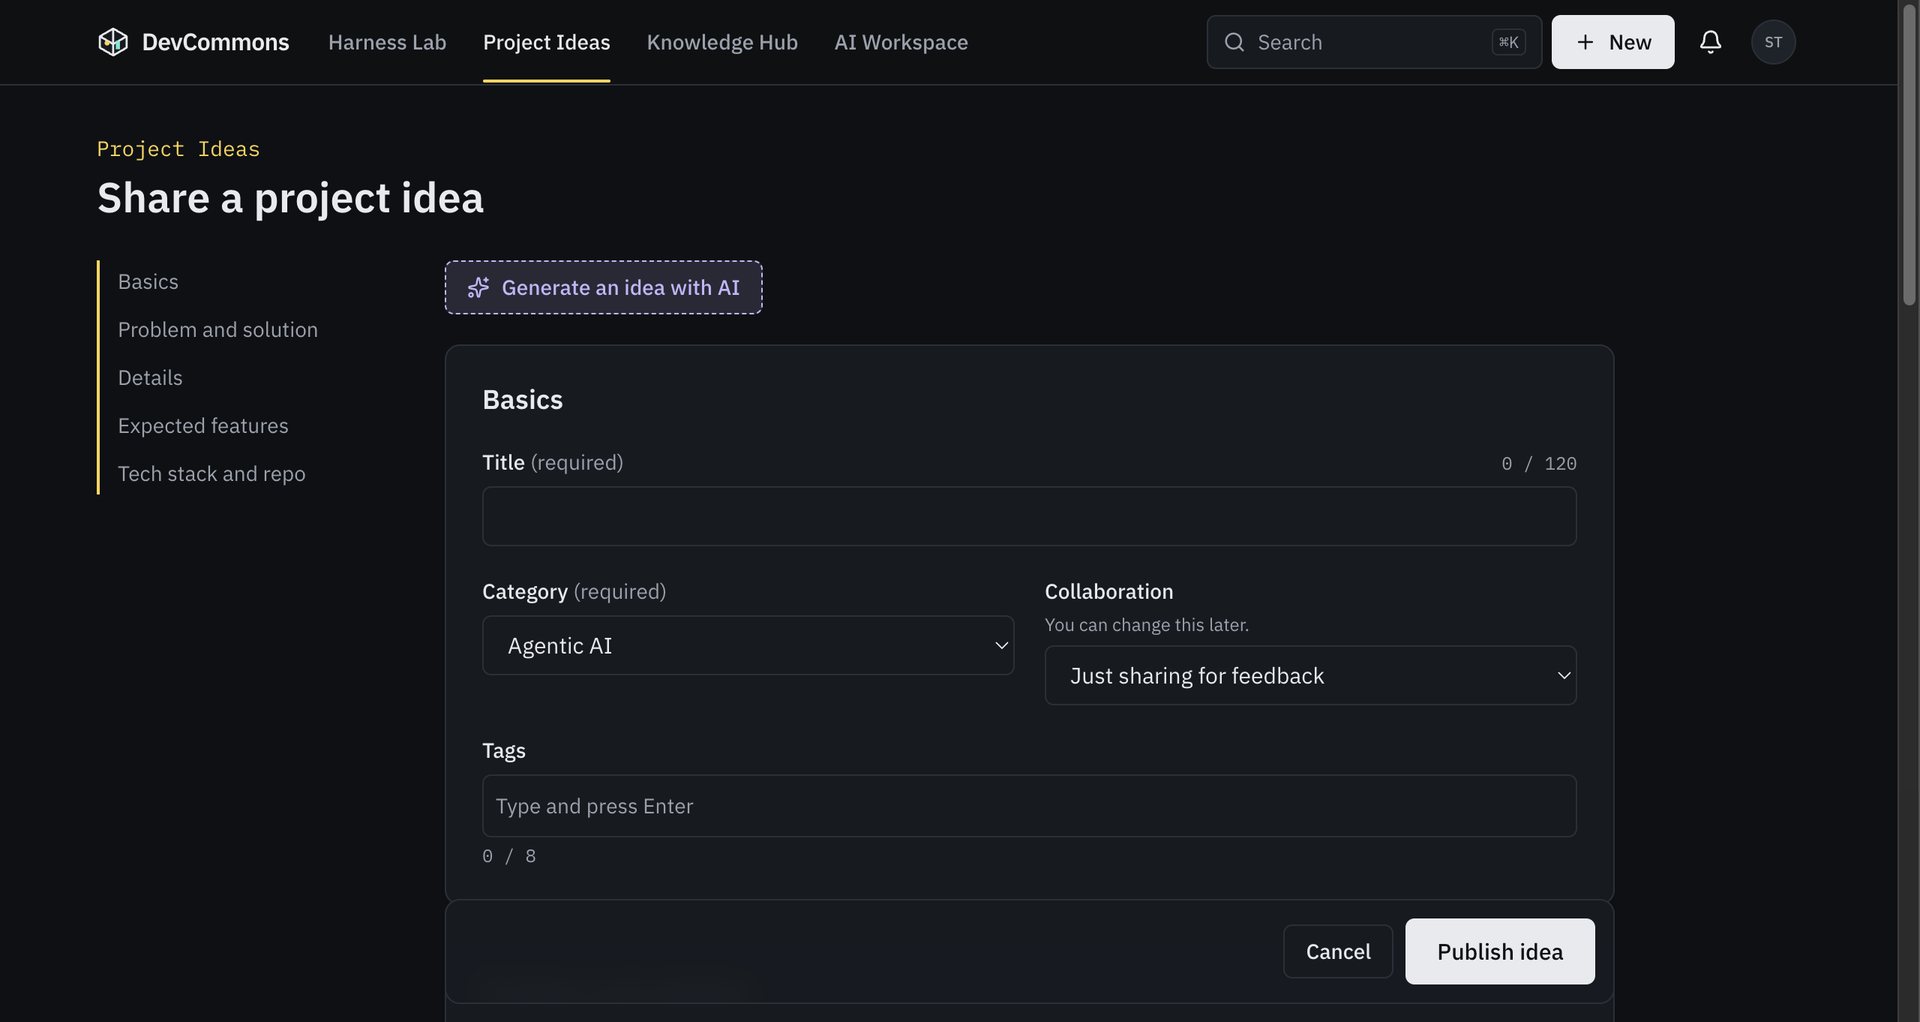 DevCommons Harness Lab Project Ideas Knowledge Hub AI Workspace Search ⌘K + New ST
Project Ideas
Share a project idea
Basics
Problem and solution
Details
Expected features
Tech stack and repo
Generate an idea with AI
Basics
Title (required) 0 / 120
Category (required)
Agentic AI
Collaboration
You can change this later.
Just sharing for feedback
Tags
Type and press Enter
0 / 8
Cancel Publish idea